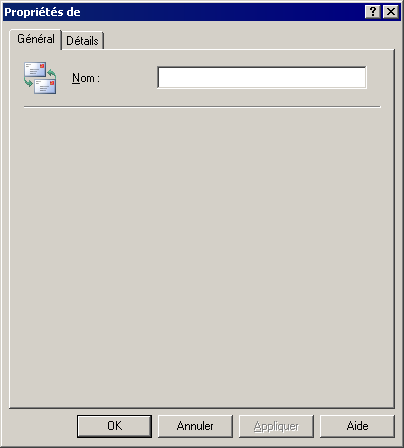 Propriétés de
Général Détails
Nom :
OK Annuler Appliquer Aide